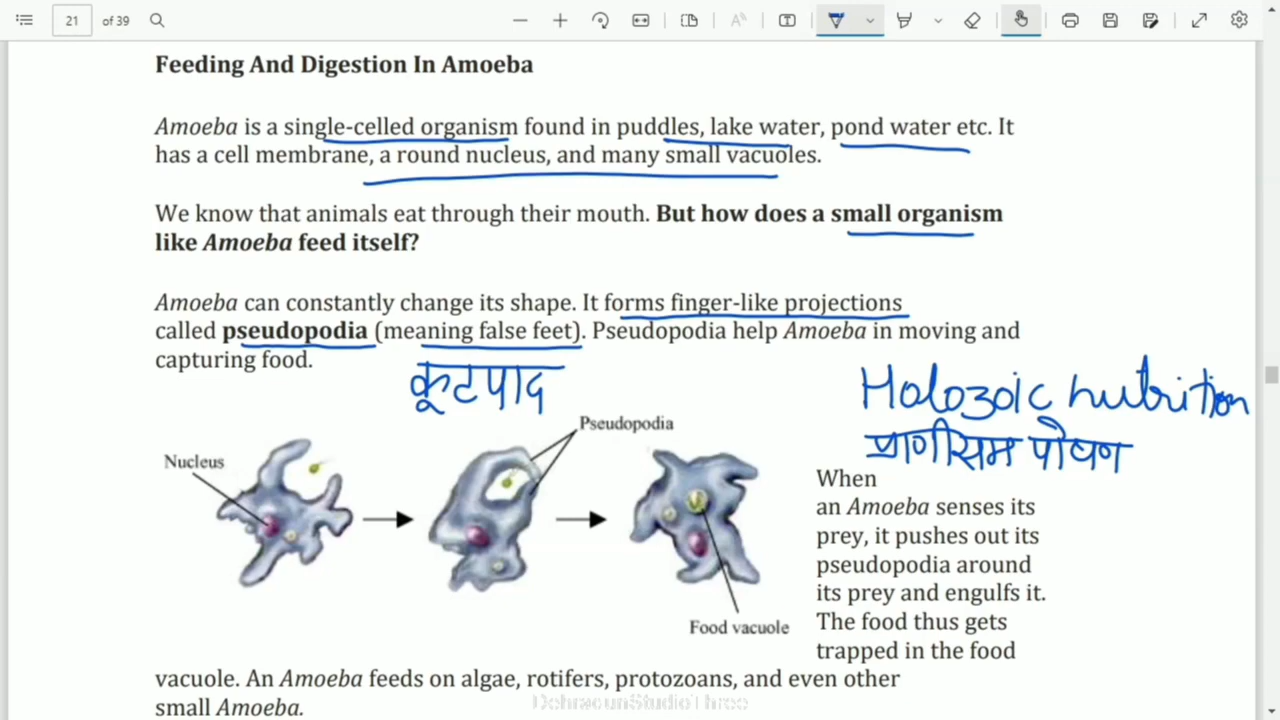 21 of 39
Feeding And Digestion In Amoeba
Amoeba is a single-celled organism found in puddles, lake water, pond water etc. It
has a cell membrane, a round nucleus, and many small vacuoles.
We know that animals eat through their mouth. But how does a small organism
like Amoeba feed itself?
Amoeba can constantly change its shape. It forms finger-like projections
called pseudopodia (meaning false feet). Pseudopodia help Amoeba in moving and
capturing food.
कूटपाद
Holozoic nutrition
प्राणीसम पोषण
Pseudopodia
Nucleus
Food vacuole
When
an Amoeba senses its
prey, it pushes out its
pseudopodia around
its prey and engulfs it.
The food thus gets
trapped in the food
vacuole. An Amoeba feeds on algae, rotifers, protozoans, and even other
small Amoeba.
DehradunStudioThree